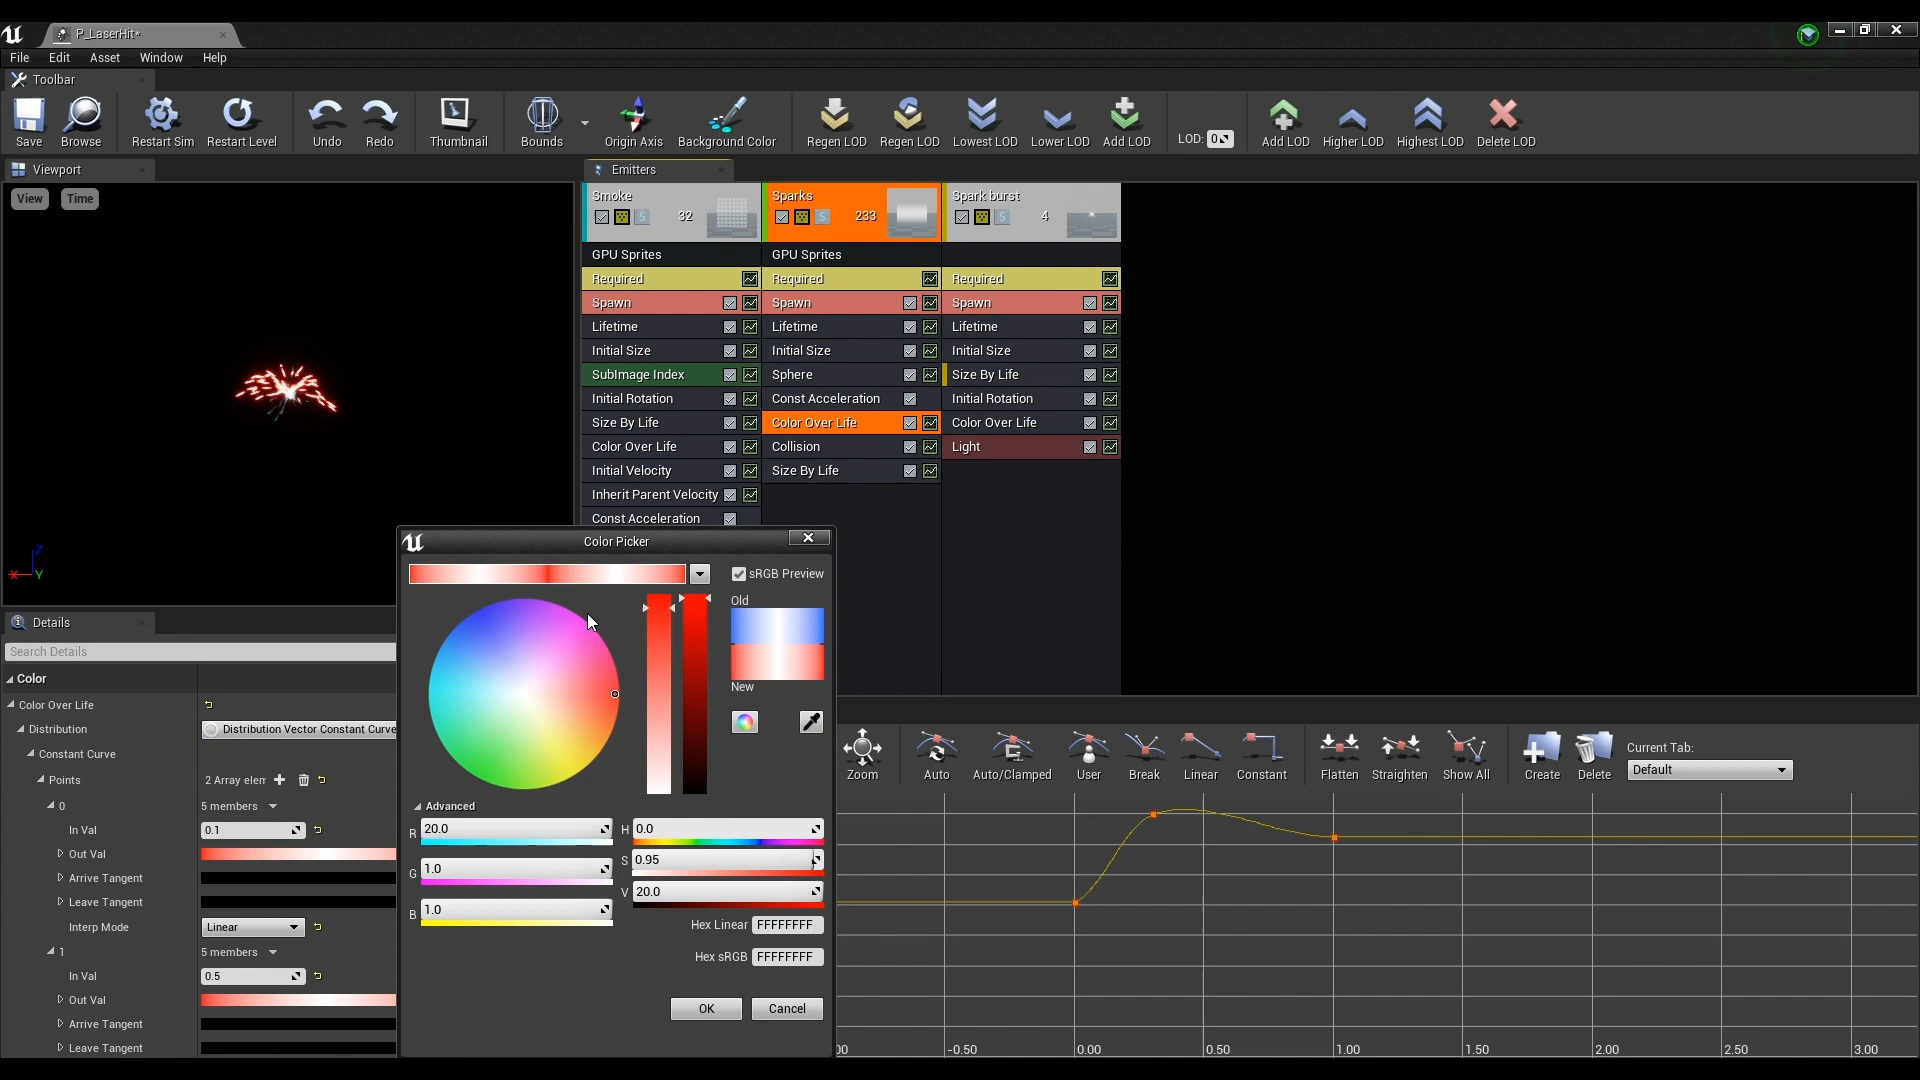 P_LaserHit*
File Edit Asset Window Help
Toolbar
Save Browse Restart Sim Restart Level Undo Redo Thumbnail Bounds Origin Axis Background Color Regen LOD Regen LOD Lowest LOD Lower LOD Add LOD LOD: 0 Add LOD Higher LOD Highest LOD Delete LOD
Viewport
View Time
Emitters
Smoke Sparks Spark burst
S 32 S 233 S 4
GPU Sprites GPU Sprites
Required Required Required
Spawn Spawn Spawn
Lifetime Lifetime Lifetime
Initial Size Initial Size Initial Size
SubImage Index Sphere Size By Life
Initial Rotation Const Acceleration Initial Rotation
Size By Life Color Over Life Color Over Life
Color Over Life Collision Light
Initial Velocity Size By Life
Inherit Parent Velocity
Const Acceleration
Z
X Y
Details
Search Details
Color
Color Over Life
Distribution Distribution Vector Constant Curve
Constant Curve
Points 2 Array elem
0 5 members
In Val 0.1
Out Val
Arrive Tangent
Leave Tangent
Interp Mode Linear
1 5 members
In Val 0.5
Out Val
Arrive Tangent
Leave Tangent
Color Picker
sRGB Preview
Old
New
Advanced
R 20.0 H 0.0
G 1.0 S 0.95
B 1.0 V 20.0
Hex Linear FFFFFFFF
Hex sRGB FFFFFFFF
OK Cancel
Zoom Auto Auto/Clamped User Break Linear Constant Flatten Straighten Show All Create Delete
Current Tab:
Default
00 -0.50 0.00 0.50 1.00 1.50 2.00 2.50 3.00